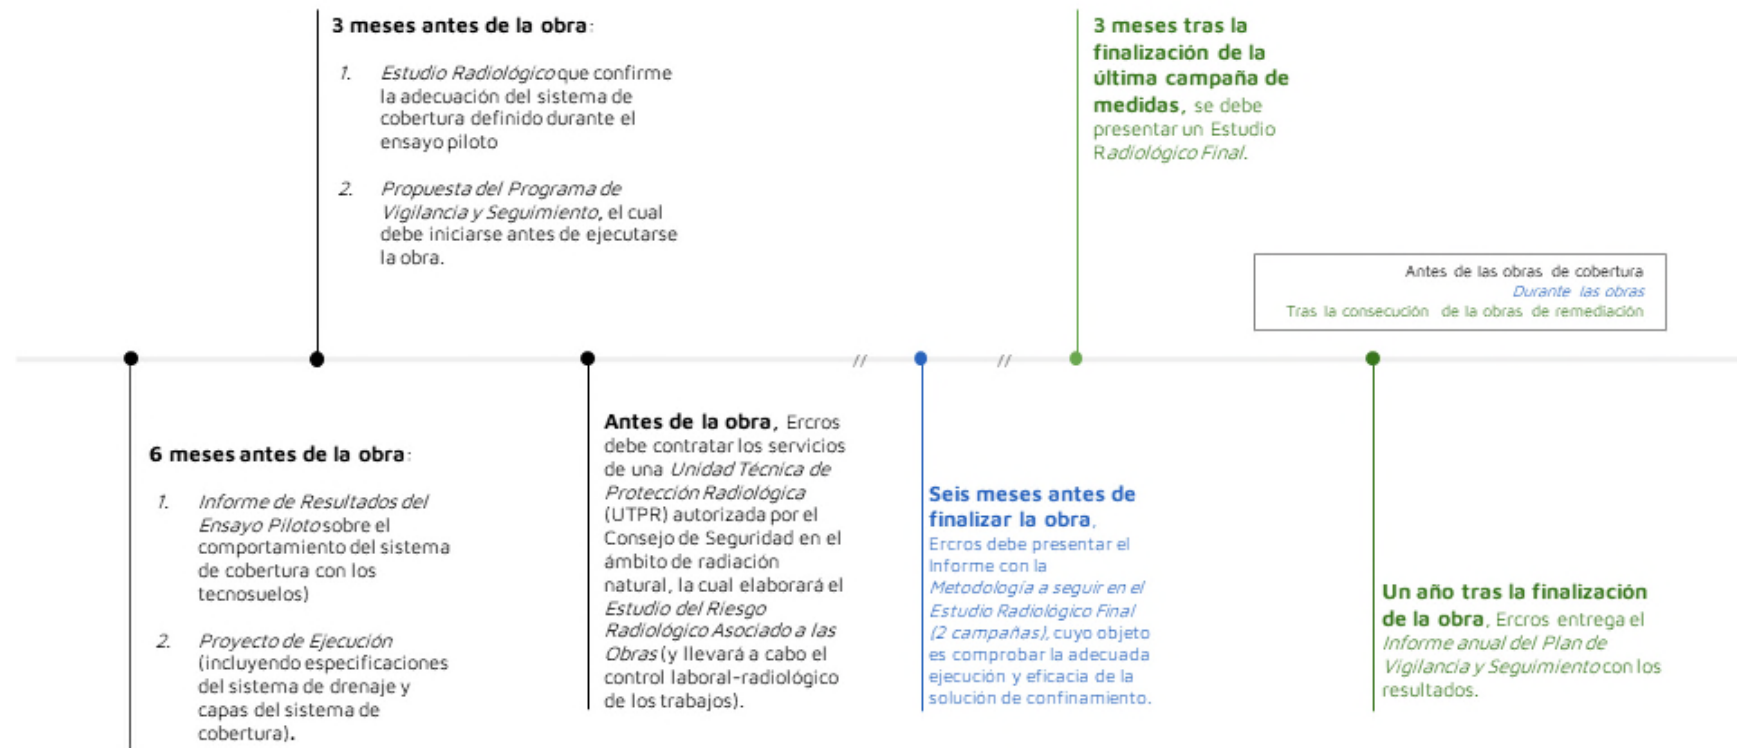 3 meses antes de la obra:
1. Estudio Radiológico que confirme
la adecuación del sistema de
cobertura definido durante el
ensayo piloto
2. Propuesta del Programa de
Vigilancia y Seguimiento, el cual
debe iniciarse antes de ejecutarse
la obra.
3 meses tras la
finalización de la
última campaña de
medidas, se debe
presentar un Estudio
Radiológico Final.
Antes de las obras de cobertura
Durante las obras
Tras la consecución de la obras de remediación
// //
6 meses antes de la obra:
1. Informe de Resultados del
Ensayo Piloto sobre el
comportamiento del sistema
de cobertura con los
tecnosuelos)
2. Proyecto de Ejecución
(incluyendo especificaciones
del sistema de drenaje y
capas del sistema de
cobertura).
Antes de la obra, Ercros
debe contratar los servicios
de una Unidad Técnica de
Protección Radiológica
(UTPR) autorizada por el
Consejo de Seguridad en el
ámbito de radiación
natural, la cual elaborará el
Estudio del Riesgo
Radiológico Asociado a las
Obras (y llevará a cabo el
control laboral-radiológico
de los trabajos).
Seis meses antes de
finalizar la obra,
Ercros debe presentar el
Informe con la
Metodología a seguir en el
Estudio Radiológico Final
(2 campañas), cuyo objeto
es comprobar la adecuada
ejecución y eficacia de la
solución de confinamiento.
Un año tras la finalización
de la obra, Ercros entrega el
Informe anual del Plan de
Vigilancia y Seguimiento con los
resultados.